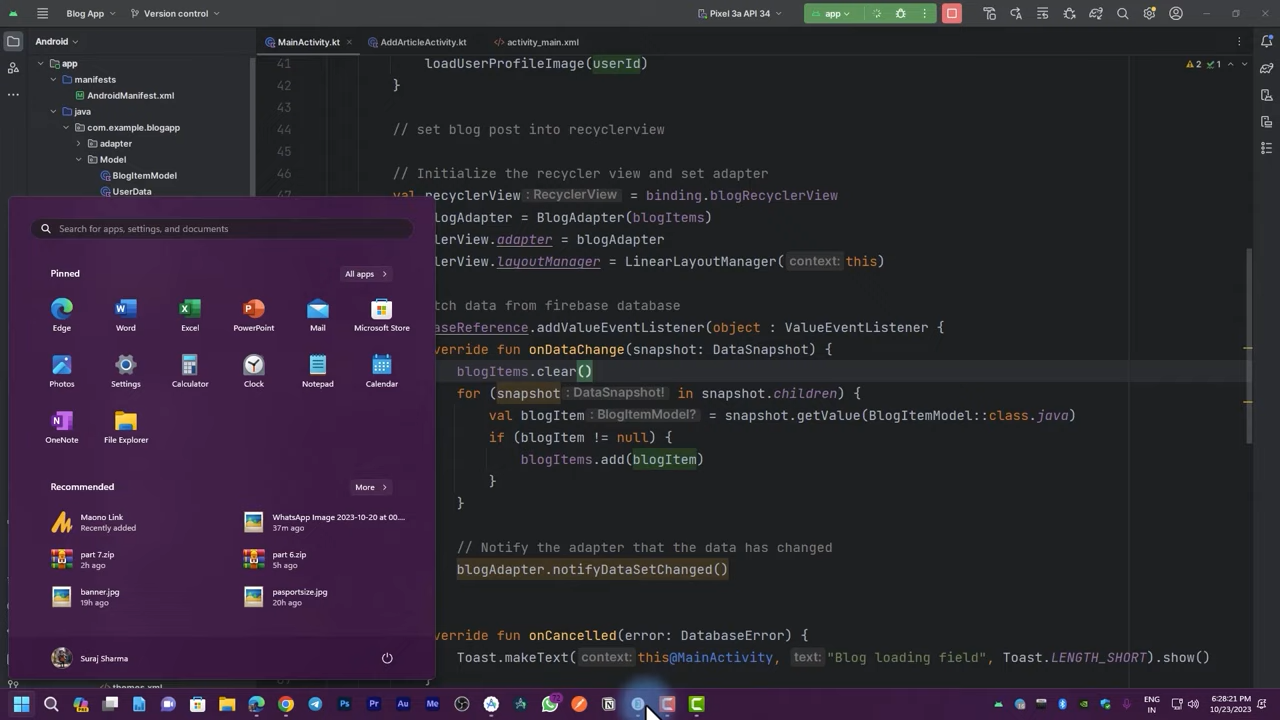 Blog App
Version control
Pixel 3a API 34
app
Android
MainActivity.kt
AddArticleActivity.kt
activity_main.xml
app
manifests
AndroidManifest.xml
java
com.example.blogapp
adapter
Model
BlogItemModel
UserData
41 loadUserProfileImage(userId)
42 }
43
44 // set blog post into recyclerview
45
46 // Initialize the recycler view and set adapter
47 val recyclerView : RecyclerView = binding.blogRecyclerView
logAdapter = BlogAdapter(blogItems)
lerView.adapter = blogAdapter
lerView.layoutManager = LinearLayoutManager( context: this)
tch data from firebase database
aseReference.addValueEventListener(object : ValueEventListener {
verride fun onDataChange(snapshot: DataSnapshot) {
blogItems.clear()
for (snapshot : DataSnapshot! in snapshot.children) {
val blogItem : BlogItemModel? = snapshot.getValue(BlogItemModel::class.java)
if (blogItem != null) {
blogItems.add(blogItem)
}
}
// Notify the adapter that the data has changed
blogAdapter.notifyDataSetChanged()
verride fun onCancelled(error: DatabaseError) {
Toast.makeText( context: this@MainActivity, text: "Blog loading field", Toast.LENGTH_SHORT).show()
2 1
Search for apps, settings, and documents
Pinned
All apps
Edge
Word
Excel
PowerPoint
Mail
Microsoft Store
Photos
Settings
Calculator
Clock
Notepad
Calendar
OneNote
File Explorer
Recommended
More
Maono Link
Recently added
WhatsApp Image 2023-10-20 at 00....
37m ago
part 7.zip
2h ago
part 6.zip
5h ago
banner.jpg
19h ago
pasportsize.jpg
20h ago
Suraj Sharma
themes.xml
Ps
Pr
Au
Me
ENG
IN
6:28:21 PM
10/23/2023